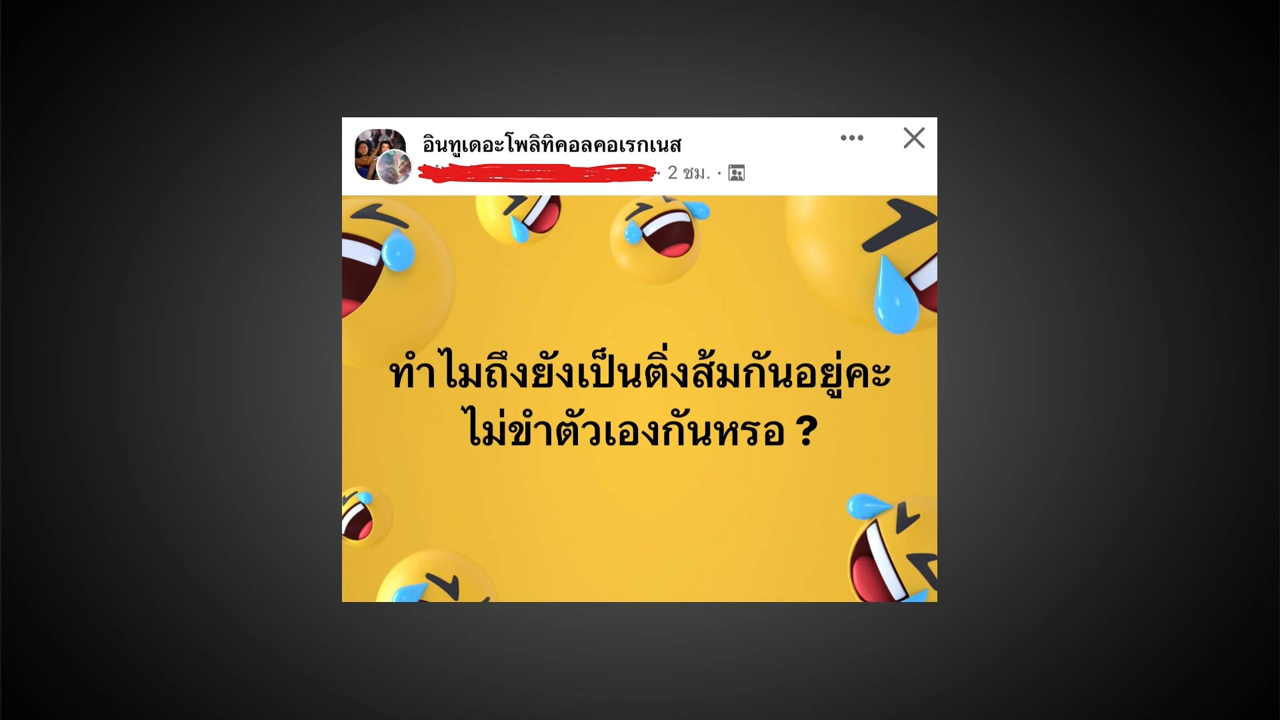 อินทูเดอะโพลิทิคอลคอเรกเนส
· 2 ชม. ·
ทำไมถึงยังเป็นติ่งส้มกันอยู่คะ
ไม่ขำตัวเองกันหรอ ?